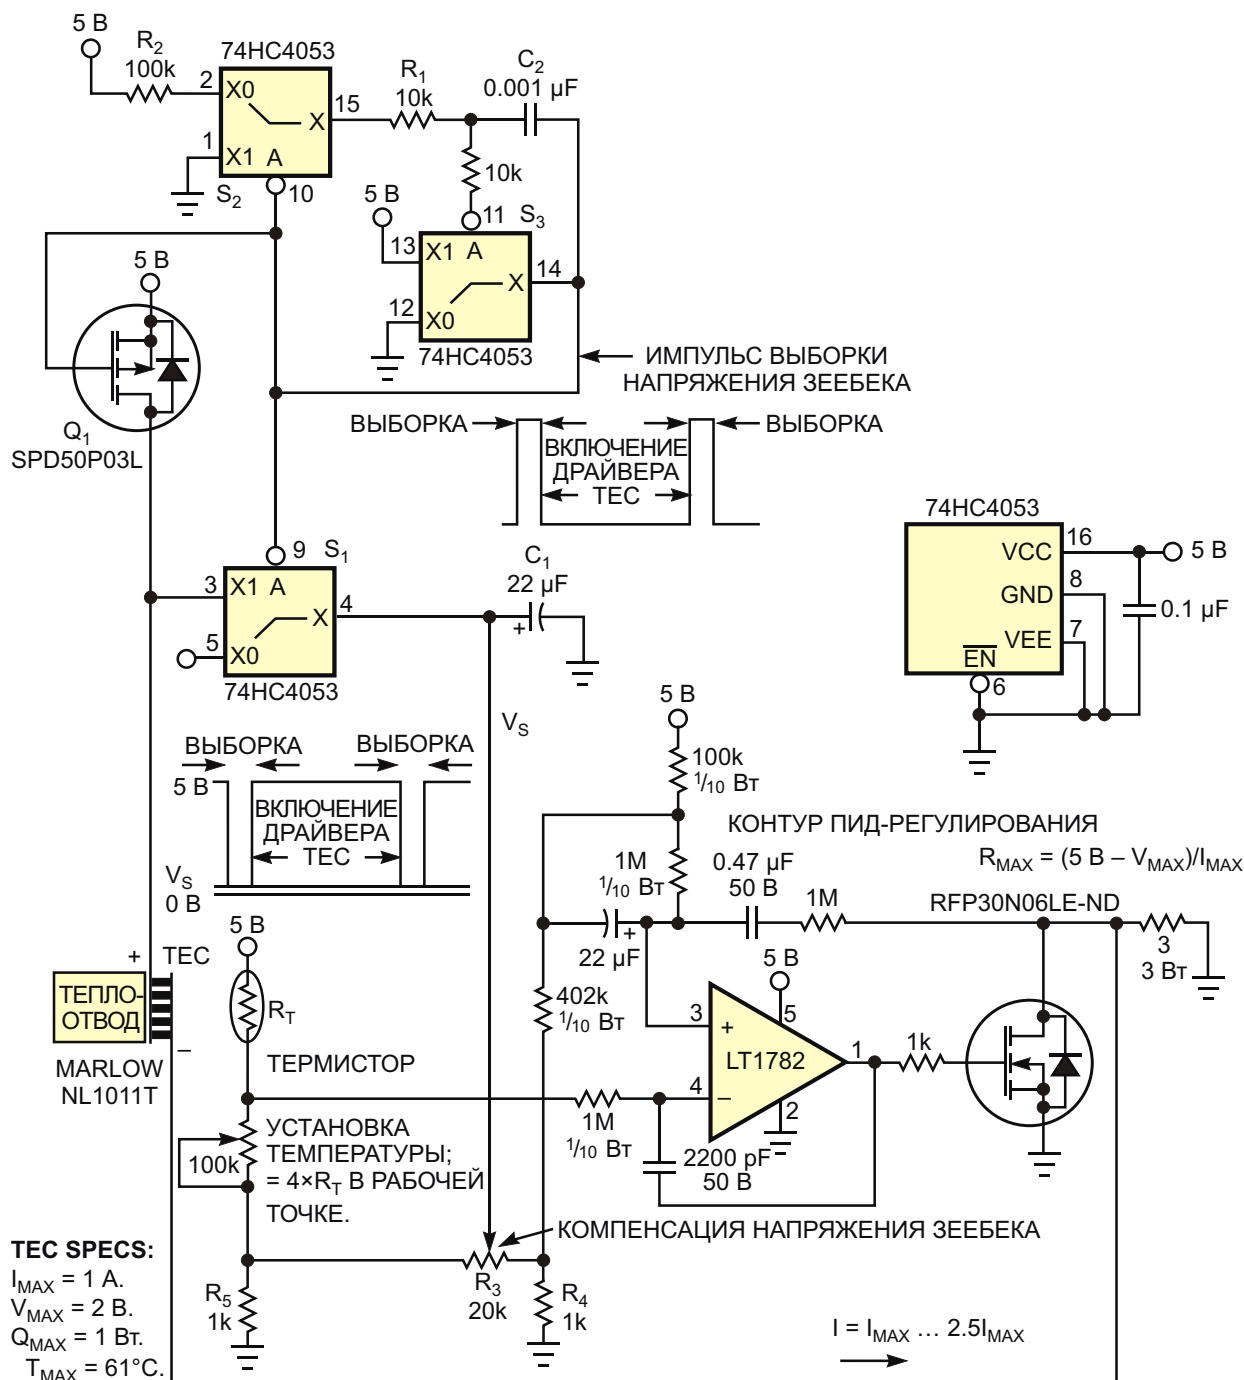 5 В
R2
100k
74HC4053
2
X0
X
15
1
X1 A
S2
10
R1
10k
C2
0.001 µF
10k
5 В
11
S3
13
X1 A
X
14
12
X0
74HC4053
ИМПУЛЬС ВЫБОРКИ
НАПРЯЖЕНИЯ ЗЕЕБЕКА
5 В
Q1
SPD50P03L
ВЫБОРКА
ВЫБОРКА
ВКЛЮЧЕНИЕ
ДРАЙВЕРА
ТЕС
74HC4053
VCC
16
5 В
GND
8
VEE
7
EN
6
0.1 µF
9
S1
3
X1 A
X
4
5
X0
74HC4053
C1
22 µF
+
VS
ВЫБОРКА
ВЫБОРКА
5 В
ВКЛЮЧЕНИЕ
ДРАЙВЕРА
ТЕС
VS
0 В
5 В
100k
1/10 Вт
1M
1/10 Вт
КОНТУР ПИД-РЕГУЛИРОВАНИЯ
RMAX = (5 В – VMAX)/IMAX
0.47 µF
50 В
1M
RFP30N06LE-ND
3
3 Вт
+
22 µF
402k
1/10 Вт
5 В
5
3
+
LT1782
1
4
–
2
1k
1M
1/10 Вт
2200 pF
50 В
+
ТЕС
ТЕПЛО-
ОТВОД
–
MARLOW
NL1011T
5 В
RT
ТЕРМИСТОР
100k
УСТАНОВКА
ТЕМПЕРАТУРЫ;
= 4×RT В РАБОЧЕЙ
ТОЧКЕ.
КОМПЕНСАЦИЯ НАПРЯЖЕНИЯ ЗЕЕБЕКА
R3
20k
R5
1k
R4
1k
TEC SPECS:
IMAX = 1 А.
VMAX = 2 В.
QMAX = 1 Вт.
TMAX = 61°C.
I = IMAX … 2.5IMAX